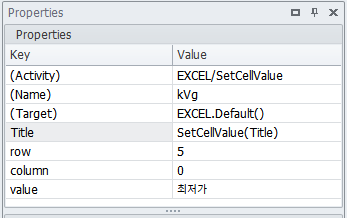 Properties
Properties
Key Value
(Activity) EXCEL/SetCellValue
(Name) kVg
(Target) EXCEL.Default()
Title SetCellValue(Title)
row 5
column 0
value 최저가